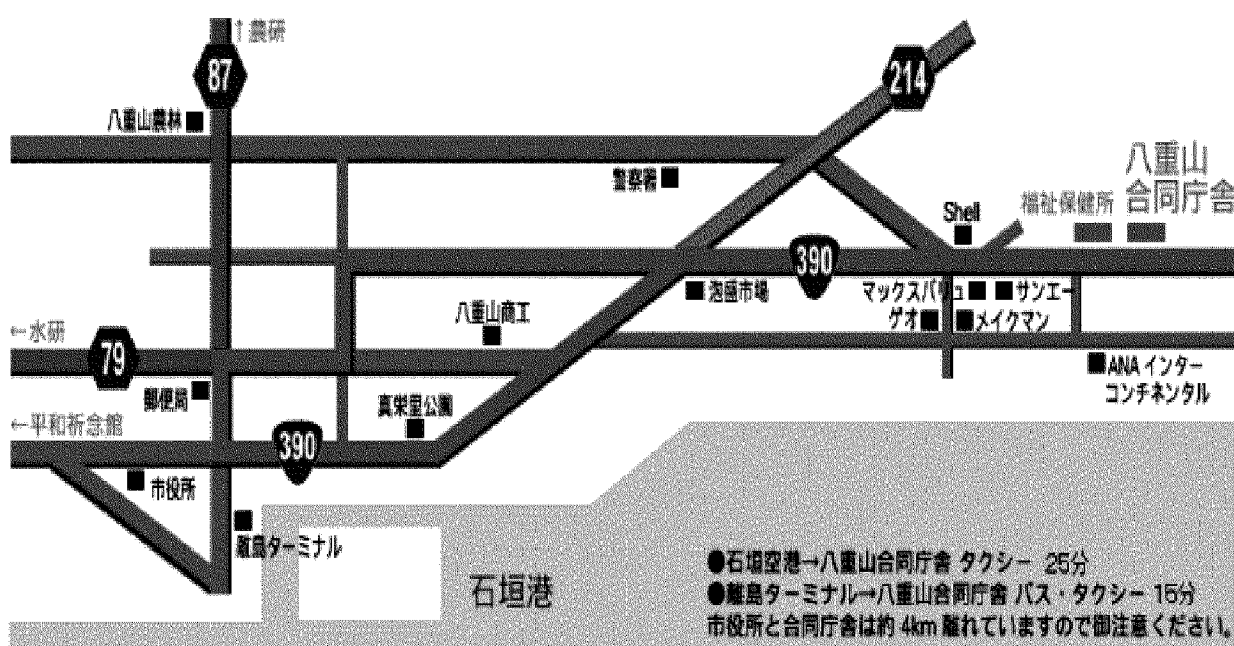 ↑農研
87
214
八重山農林
警察署
八重山
合同庁舎
福祉保健所
Shell
390
泡盛市場
マックスバリュ
サンエー
ゲオ
メイクマン
八重山商工
←水研
79
ANAインター
コンチネンタル
郵便局
真栄里公園
←平和祈念館
390
市役所
離島ターミナル
石垣港
●石垣空港→八重山合同庁舎 タクシー 25分
●離島ターミナル→八重山合同庁舎 バス・タクシー 15分
市役所と合同庁舎は約4km離れていますので御注意ください。